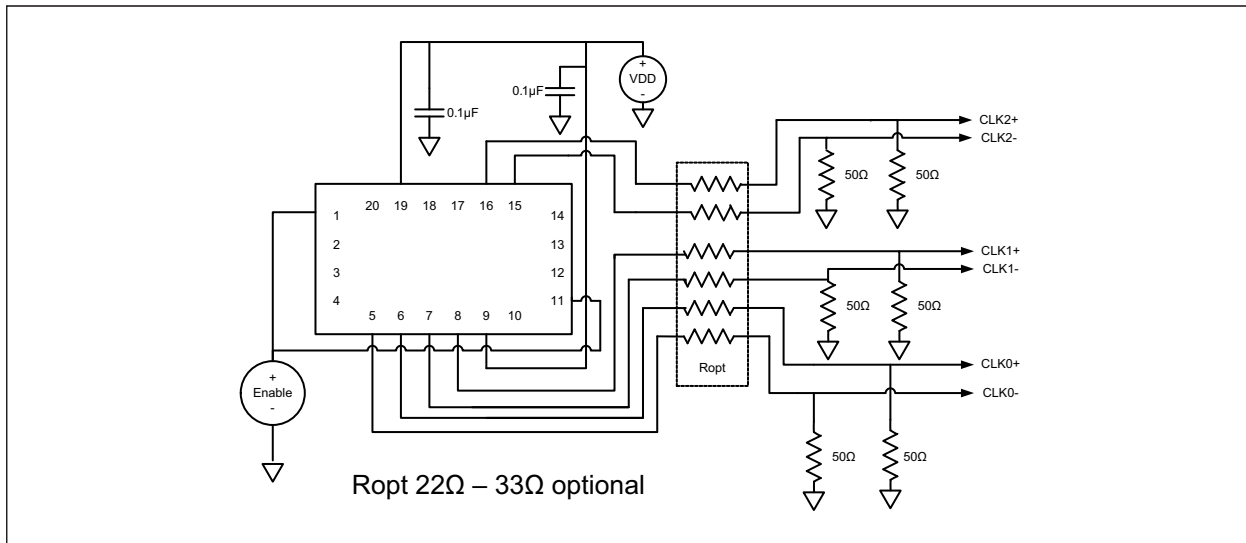 +
VDD
-
0.1µF
0.1µF
CLK2+
CLK2-
50Ω
50Ω
20 19 18 17 16 15
1
2
3
4
14
13
12
11
5 6 7 8 9 10
CLK1+
CLK1-
50Ω
50Ω
Ropt
+
Enable
-
CLK0+
CLK0-
50Ω
50Ω
Ropt 22Ω – 33Ω optional